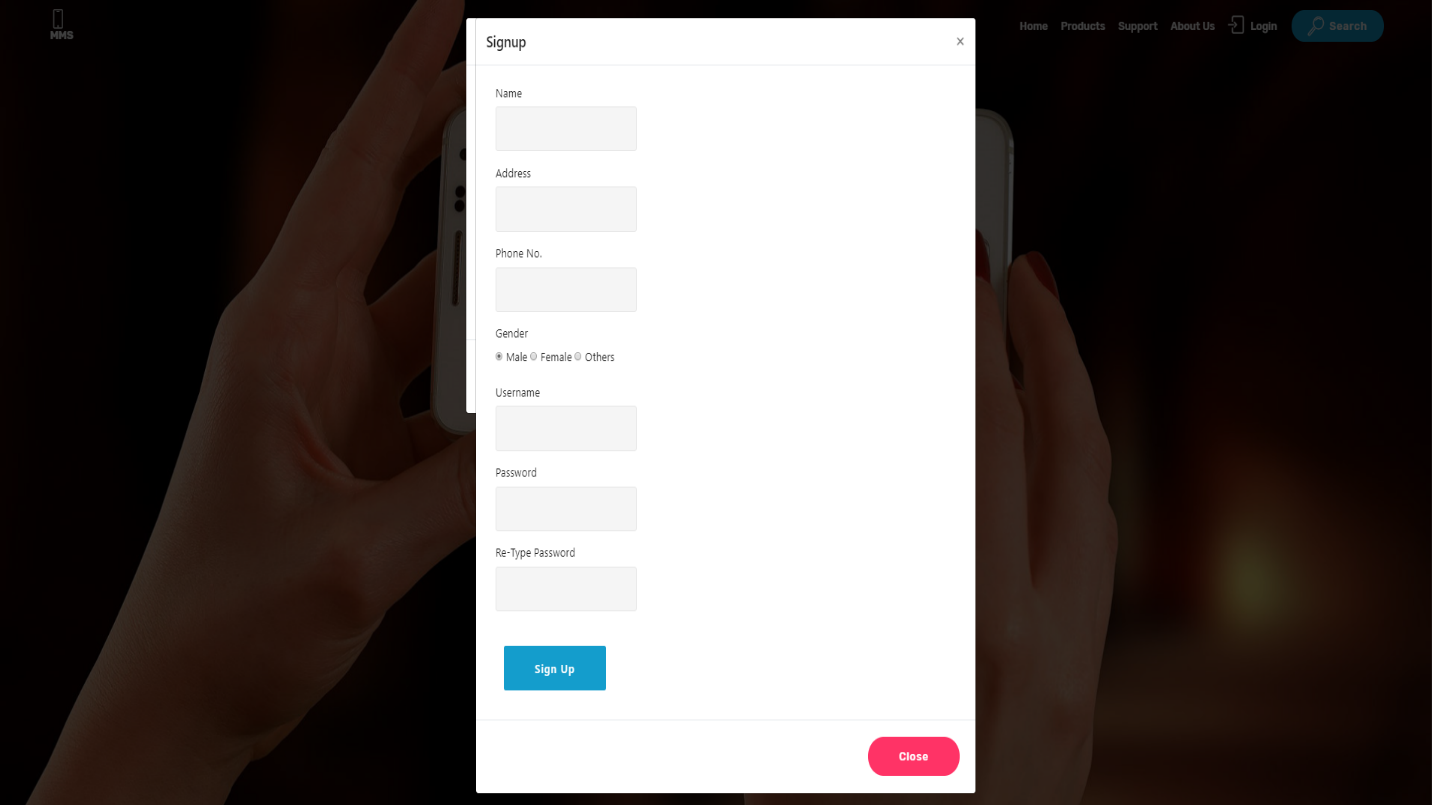 MMS
Home Products Support About Us Login Search
Signup
x
Name
Address
Phone No.
Gender
Male Female Others
Username
Password
Re-Type Password
Sign Up
Close